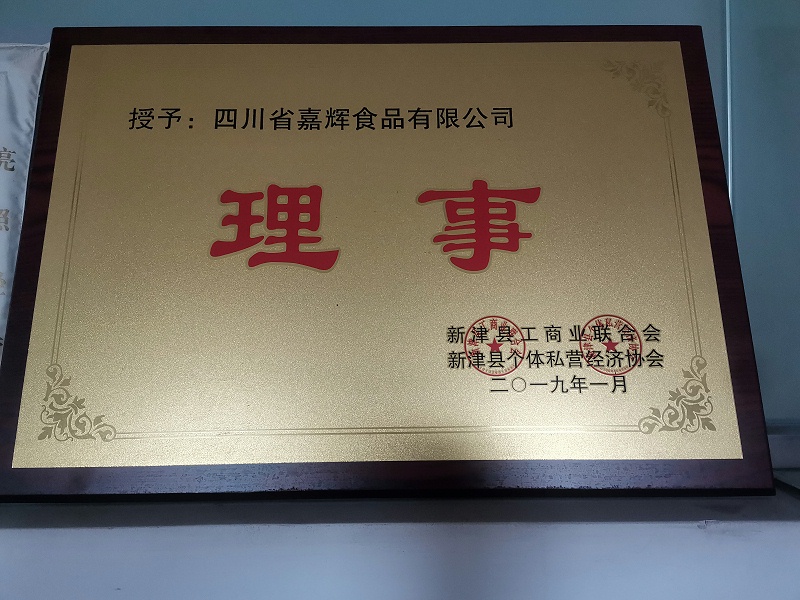 授予：四川省嘉辉食品有限公司
理事
新津县工商业联合会
新津县个体私营经济协会
二〇一九年一月
亮
照